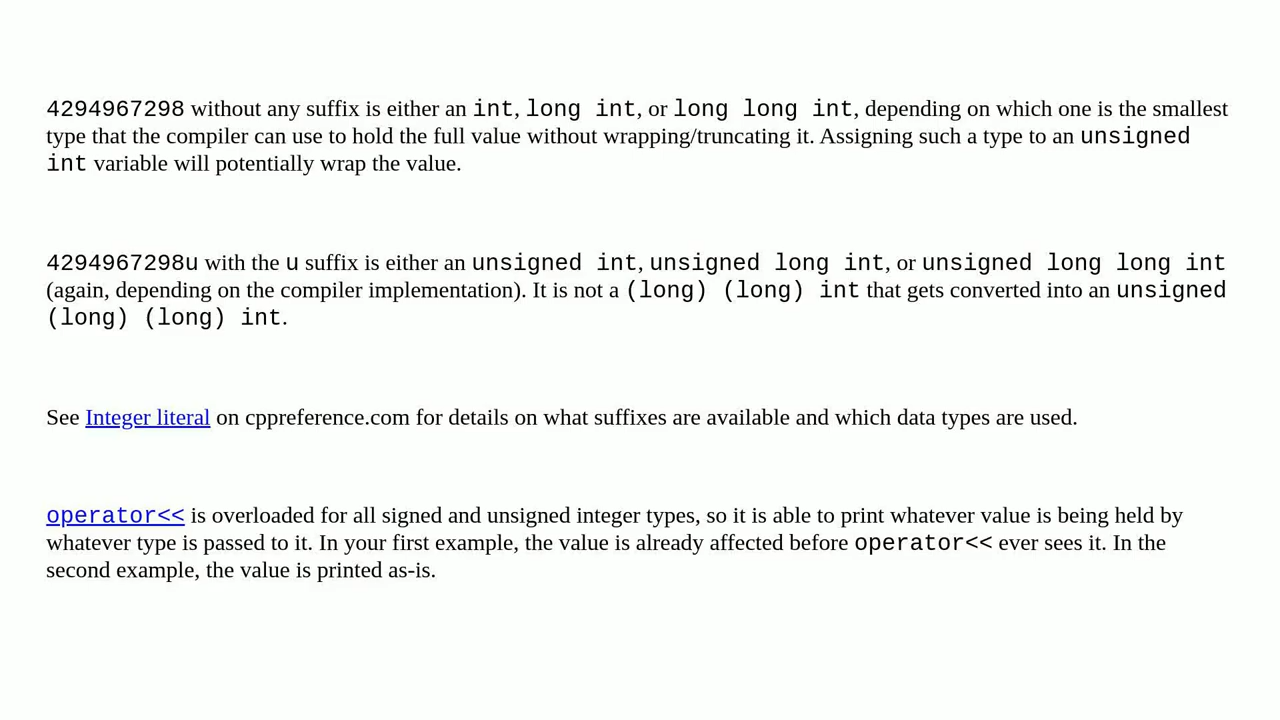 4294967298 without any suffix is either an int, long int, or long long int, depending on which one is the smallest
type that the compiler can use to hold the full value without wrapping/truncating it. Assigning such a type to an unsigned
int variable will potentially wrap the value.
4294967298u with the u suffix is either an unsigned int, unsigned long int, or unsigned long long int
(again, depending on the compiler implementation). It is not a (long) (long) int that gets converted into an unsigned
(long) (long) int.
See Integer literal on cppreference.com for details on what suffixes are available and which data types are used.
operator<< is overloaded for all signed and unsigned integer types, so it is able to print whatever value is being held by
whatever type is passed to it. In your first example, the value is already affected before operator<< ever sees it. In the
second example, the value is printed as-is.